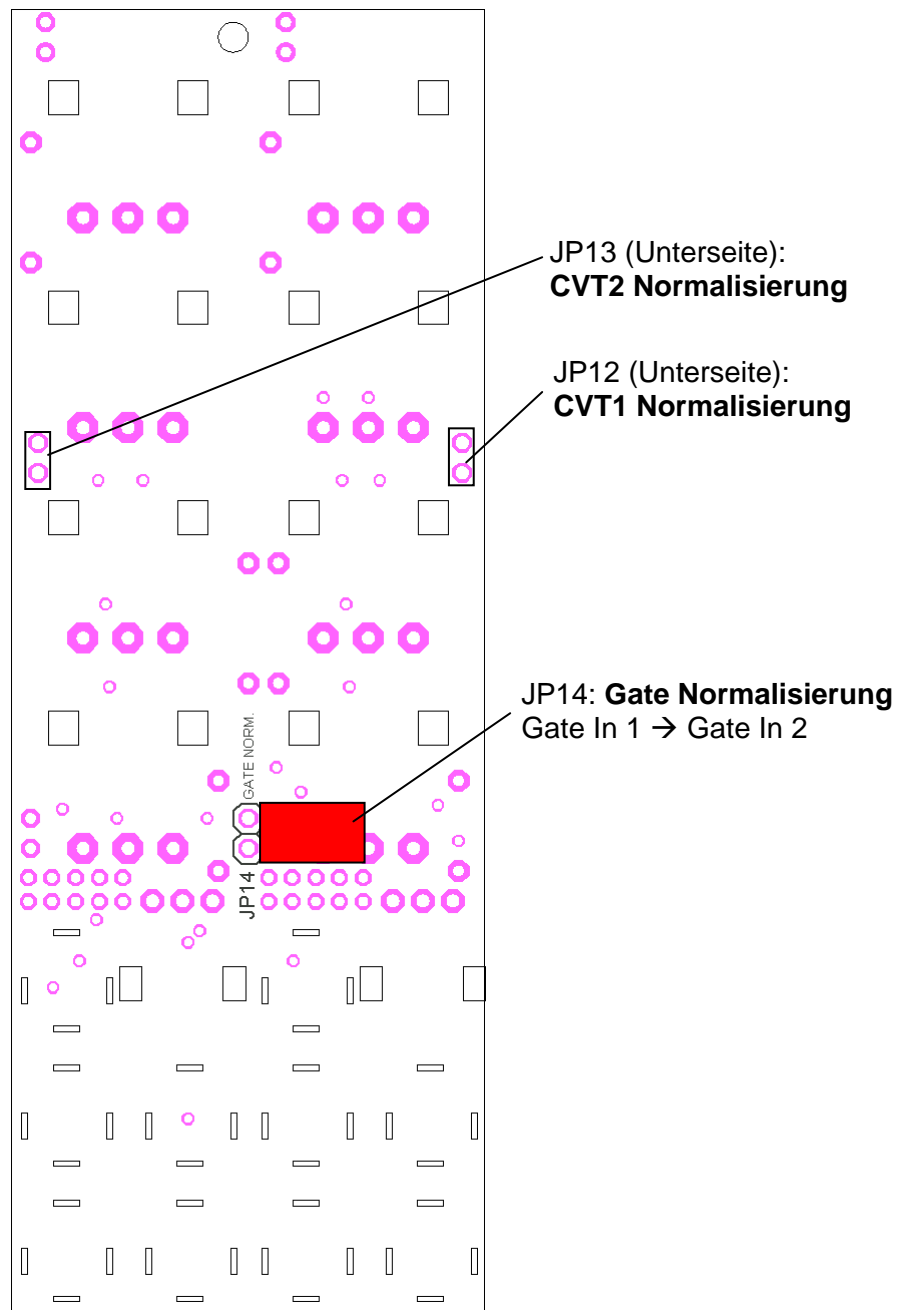 JP13 (Unterseite):
CVT2 Normalisierung
JP12 (Unterseite):
CVT1 Normalisierung
JP14: Gate Normalisierung
Gate In 1 → Gate In 2
GATE NORM.
JP14